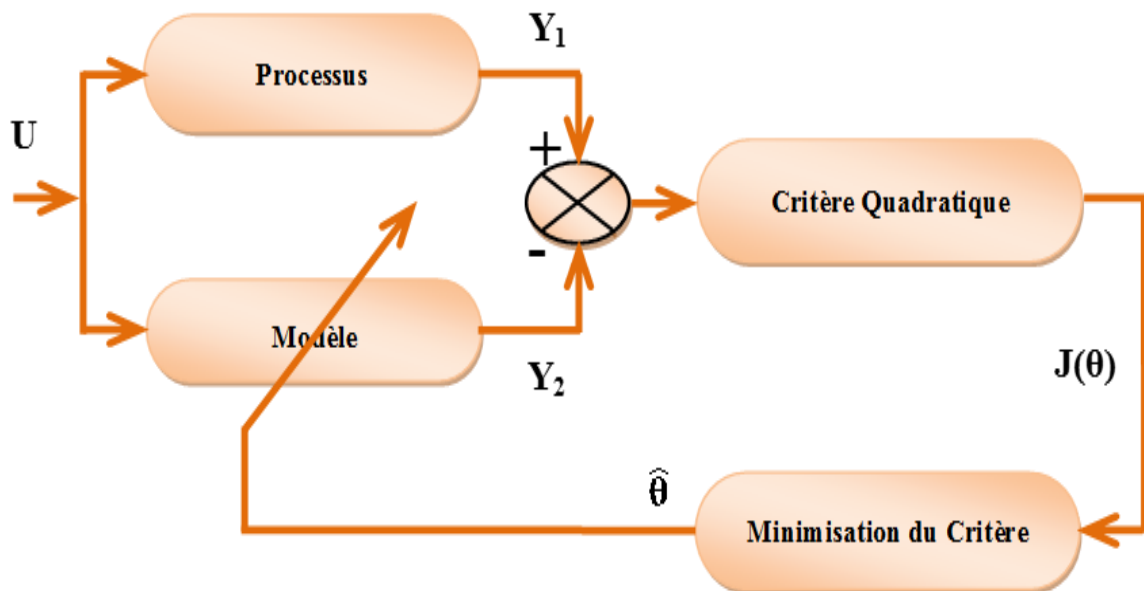 Y₁
Processus
U
+
Critère Quadratique
-
Modèle
Y₂
J(θ)
θ̂
Minimisation du Critère